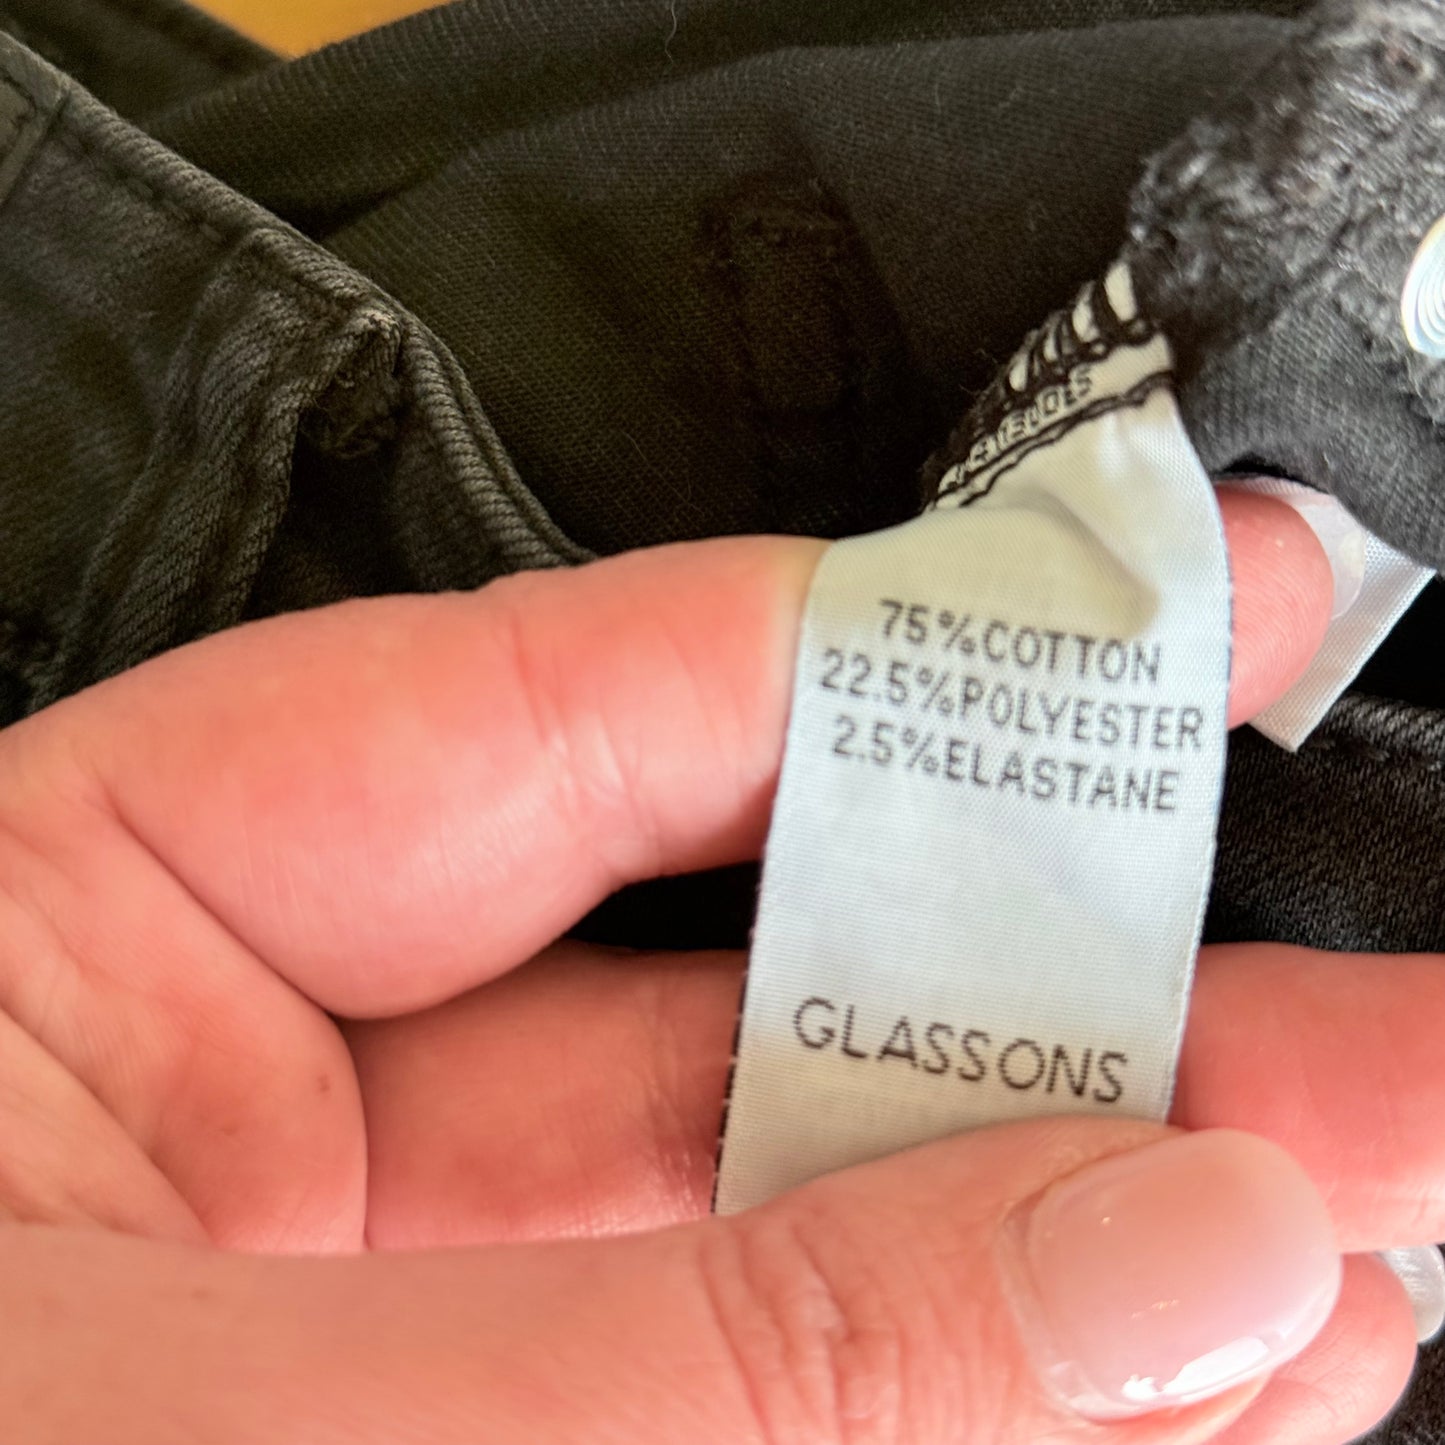 75%COTTON
22.5%POLYESTER
2.5%ELASTANE
GLASSONS